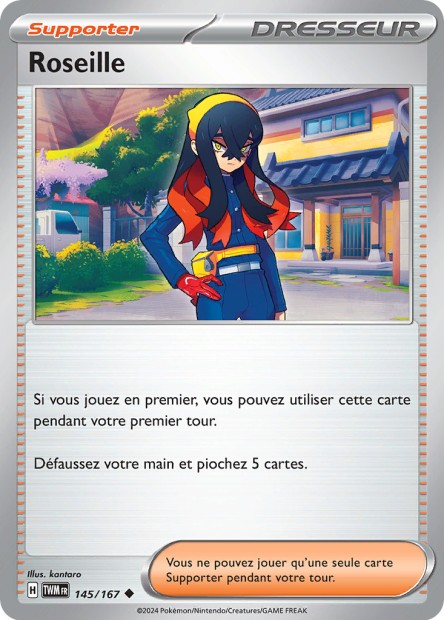 Supporter
DRESSEUR
Roseille
Si vous jouez en premier, vous pouvez utiliser cette carte
pendant votre premier tour.
Défaussez votre main et piochez 5 cartes.
Illus. kantaro
H TWM FR 145/167
Vous ne pouvez jouer qu'une seule carte
Supporter pendant votre tour.
©2024 Pokémon/Nintendo/Creatures/GAME FREAK